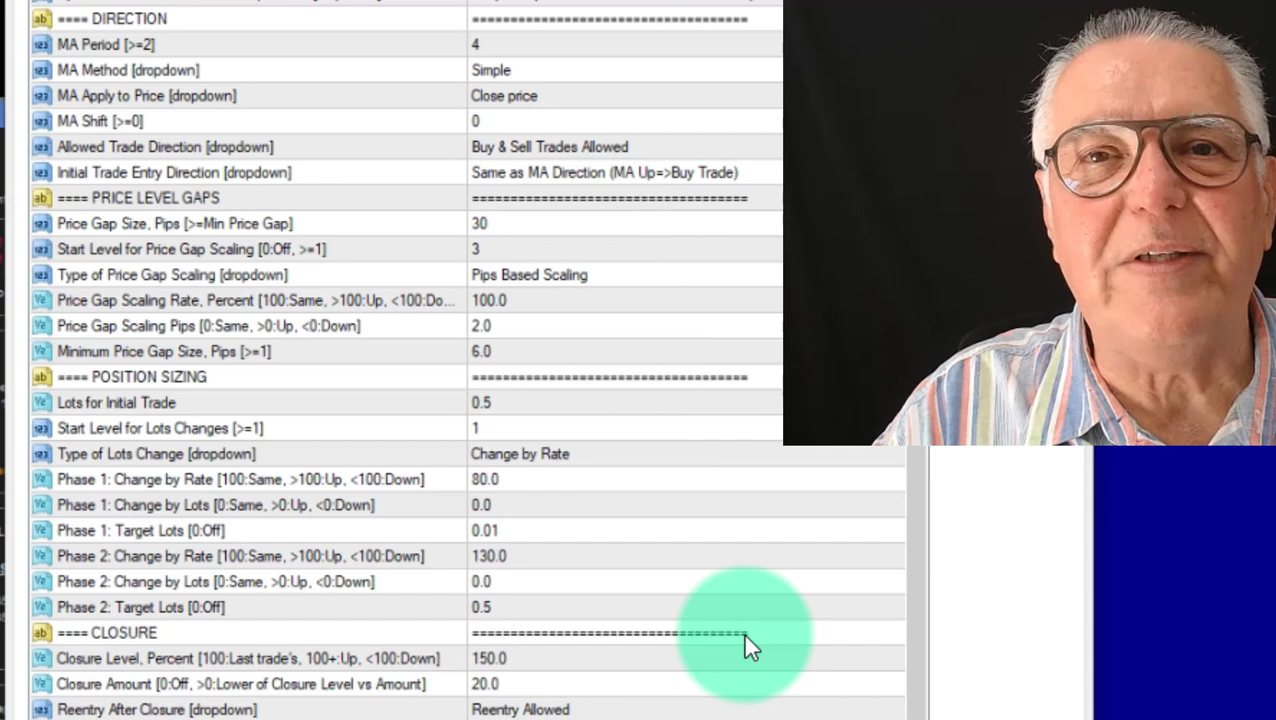 ==== DIRECTION ====================================
MA Period [>=2] 4
MA Method [dropdown] Simple
MA Apply to Price [dropdown] Close price
MA Shift [>=0] 0
Allowed Trade Direction [dropdown] Buy & Sell Trades Allowed
Initial Trade Entry Direction [dropdown] Same as MA Direction (MA Up=>Buy Trade)
==== PRICE LEVEL GAPS ====================================
Price Gap Size, Pips [>=Min Price Gap] 30
Start Level for Price Gap Scaling [0:Off, >=1] 3
Type of Price Gap Scaling [dropdown] Pips Based Scaling
Price Gap Scaling Rate, Percent [100:Same, >100:Up, <100:Do... 100.0
Price Gap Scaling Pips [0:Same, >0:Up, <0:Down] 2.0
Minimum Price Gap Size, Pips [>=1] 6.0
==== POSITION SIZING ====================================
Lots for Initial Trade 0.5
Start Level for Lots Changes [>=1] 1
Type of Lots Change [dropdown] Change by Rate
Phase 1: Change by Rate [100:Same, >100:Up, <100:Down] 80.0
Phase 1: Change by Lots [0:Same, >0:Up, <0:Down] 0.0
Phase 1: Target Lots [0:Off] 0.01
Phase 2: Change by Rate [100:Same, >100:Up, <100:Down] 130.0
Phase 2: Change by Lots [0:Same, >0:Up, <0:Down] 0.0
Phase 2: Target Lots [0:Off] 0.5
==== CLOSURE ====================================
Closure Level, Percent [100:Last trade's, 100+:Up, <100:Down] 150.0
Closure Amount [0:Off, >0:Lower of Closure Level vs Amount] 20.0
Reentry After Closure [dropdown] Reentry Allowed